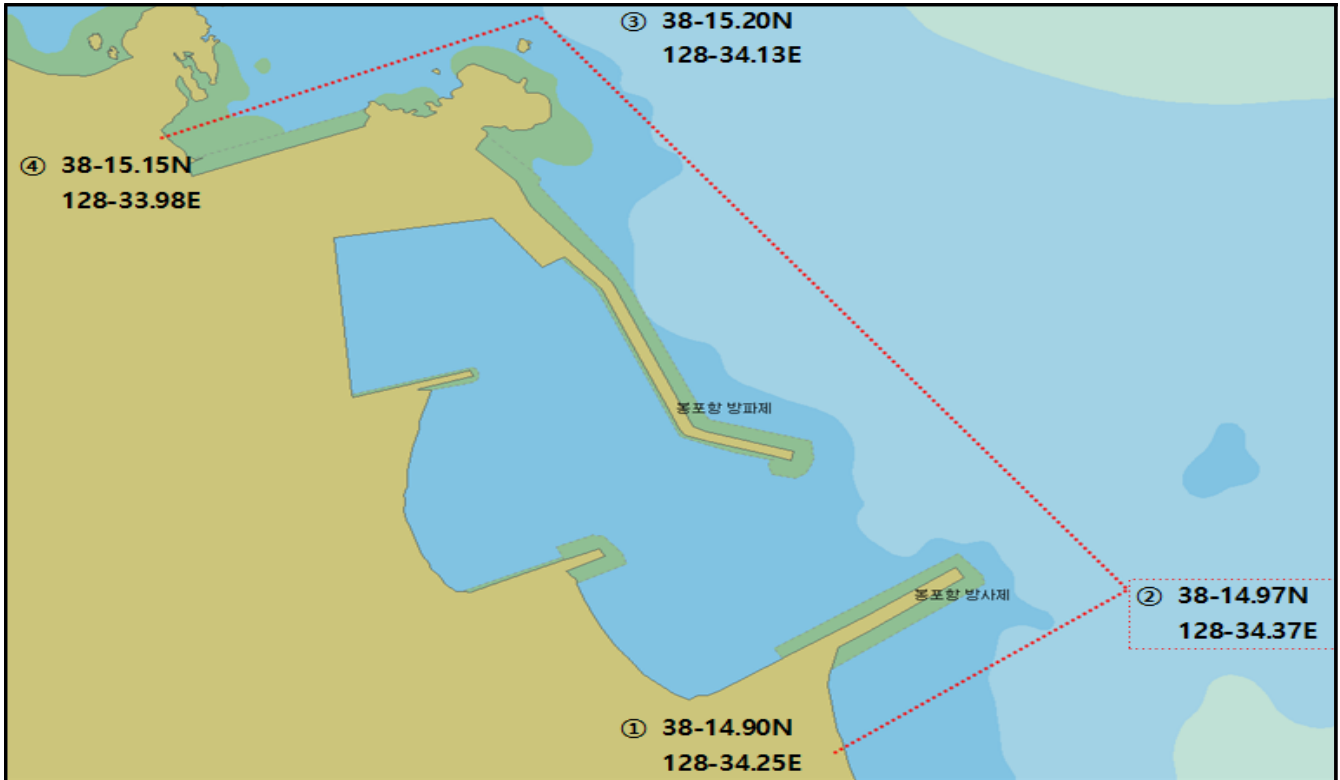 ③ 38-15.20N
128-34.13E
④ 38-15.15N
128-33.98E
봉포항 방파제
봉포항 방사제
② 38-14.97N
128-34.37E
① 38-14.90N
128-34.25E